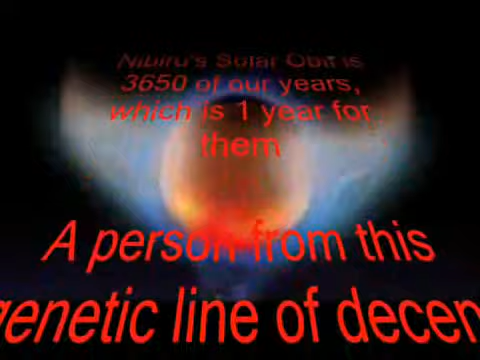 Nibiru's Solar Obit is
3650 of our years,
which is 1 year for
them
A person from this
genetic line of decen